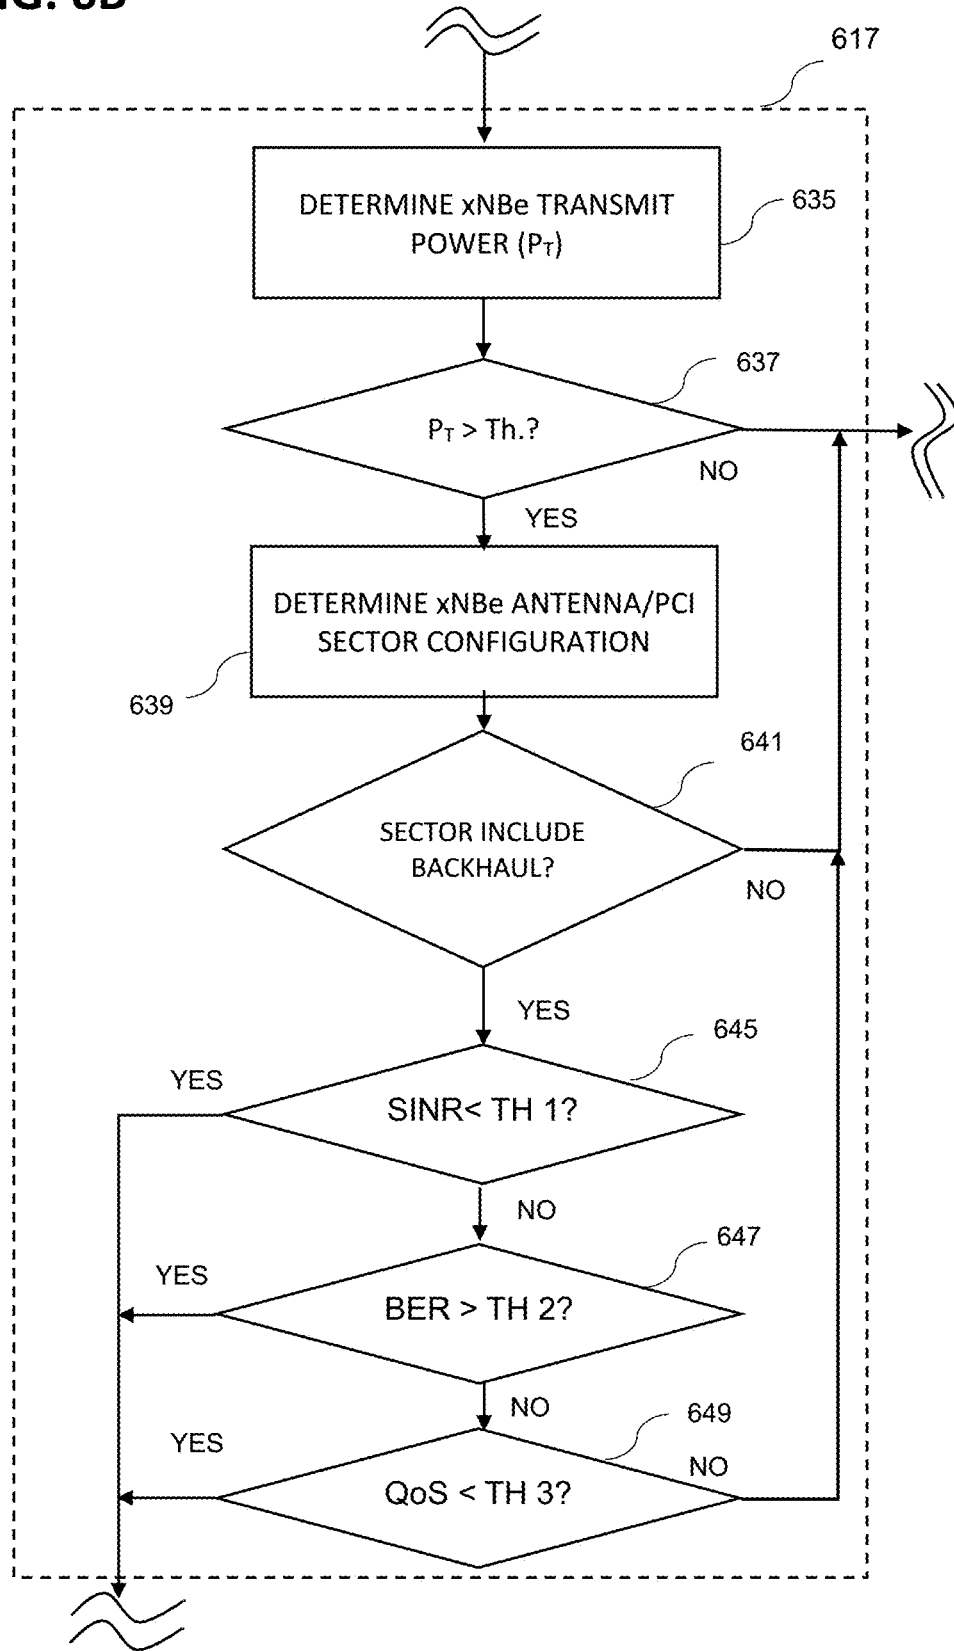 617
DETERMINE xNBe TRANSMIT
POWER (PT)
635
637
PT > Th.?
NO
YES
DETERMINE xNBe ANTENNA/PCI
SECTOR CONFIGURATION
639
641
SECTOR INCLUDE
BACKHAUL?
NO
YES
645
YES
SINR< TH 1?
NO
647
YES
BER > TH 2?
NO
649
YES
NO
QoS < TH 3?